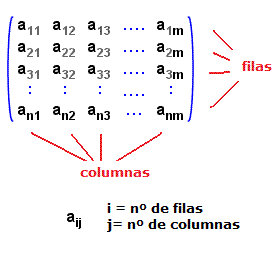 a11 a12 a13 .... a1m
a21 a22 a23 .... a2m
a31 a32 a33 .... a3m
: : : :
an1 an2 an3 ... anm
filas
columnas
aij
i = nº de filas
j= nº de columnas